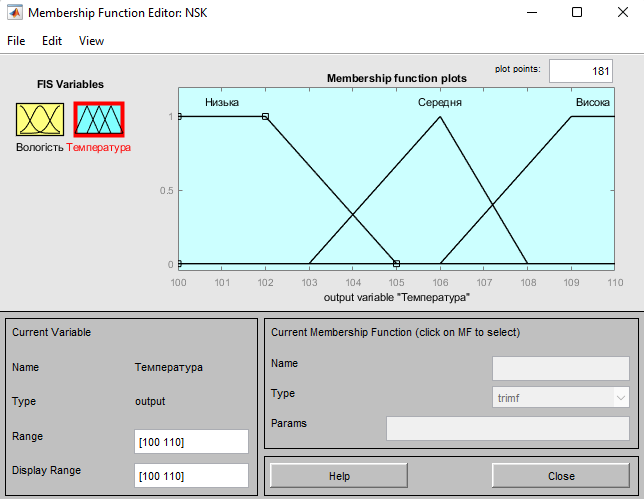 Membership Function Editor: NSK
File Edit View
FIS Variables
Вологість Температура
plot points: 181
Membership function plots
Низька Середня Висока
1
0.5
0
100 101 102 103 104 105 106 107 108 109 110
output variable "Температура"
Current Variable
Name Температура
Type output
Range [100 110]
Display Range [100 110]
Current Membership Function (click on MF to select)
Name
Type trimf
Params
Help Close